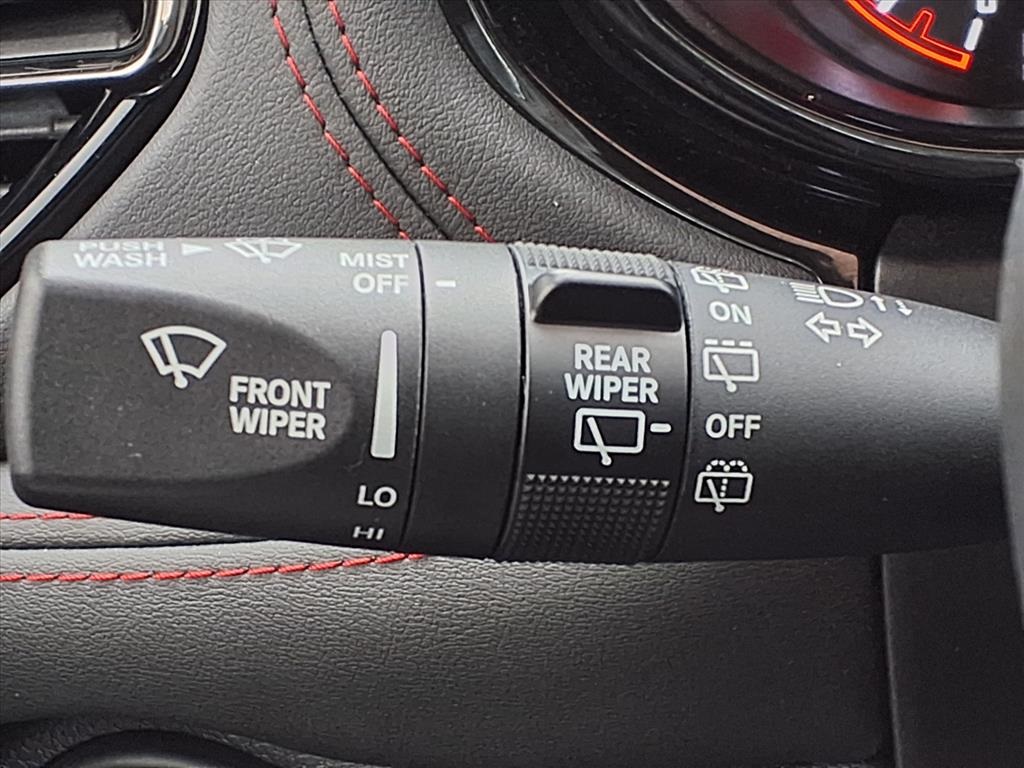 PUSH
WASH
MIST
OFF
FRONT
WIPER
LO
HI
REAR
WIPER
ON
OFF